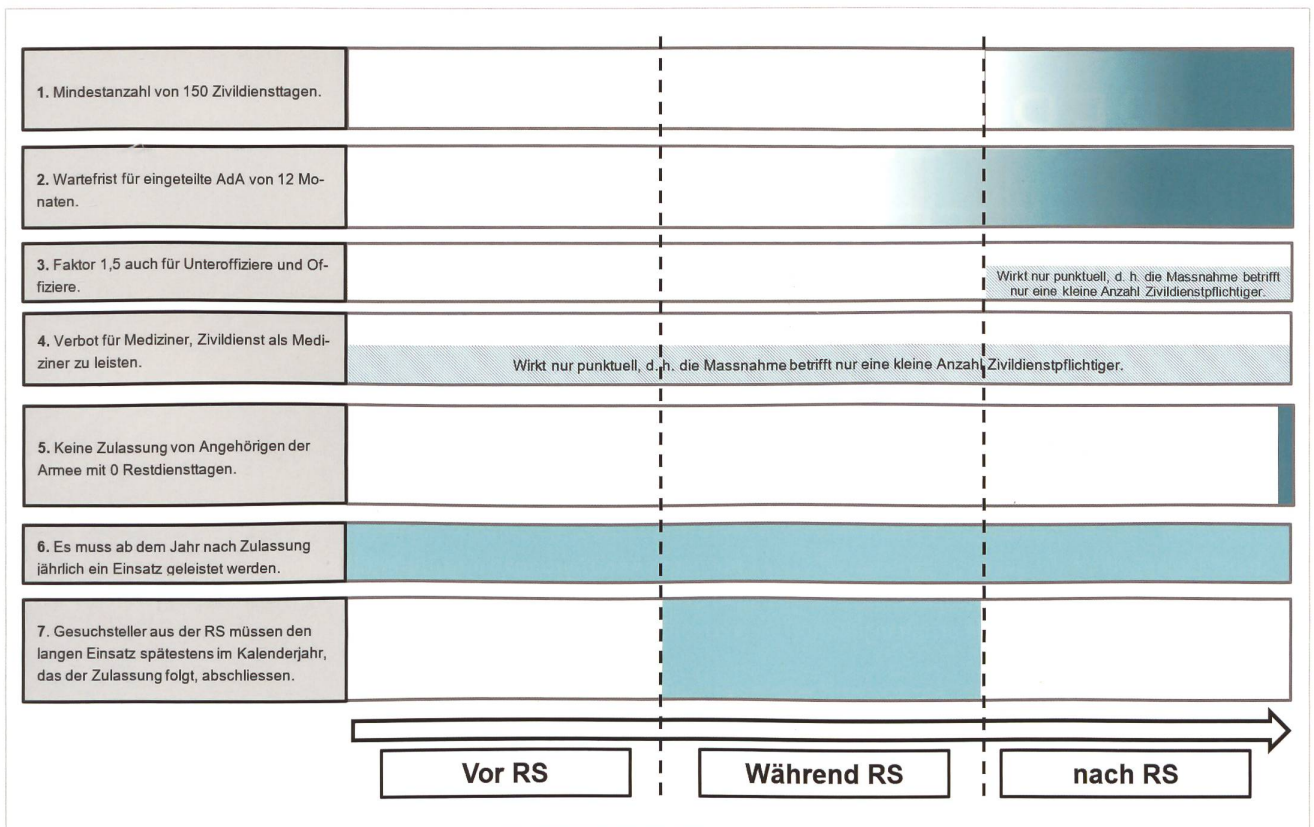 1. Mindestanzahl von 150 Zivildiensttagen.
2. Wartefrist für eingeteilte AdA von 12 Mo-
naten.
3. Faktor 1,5 auch für Unteroffiziere und Of-
fiziere.
Wirkt nur punktuell, d. h. die Massnahme betrifft
nur eine kleine Anzahl Zivildienstpflichtiger.
4. Verbot für Mediziner, Zivildienst als Medi-
ziner zu leisten.
Wirkt nur punktuell, d. h. die Massnahme betrifft nur eine kleine Anzahl Zivildienstpflichtiger.
5. Keine Zulassung von Angehörigen der
Armee mit 0 Restdiensttagen.
6. Es muss ab dem Jahr nach Zulassung
jährlich ein Einsatz geleistet werden.
7. Gesuchsteller aus der RS müssen den
langen Einsatz spätestens im Kalenderjahr,
das der Zulassung folgt, abschliessen.
Vor RS
Während RS
nach RS